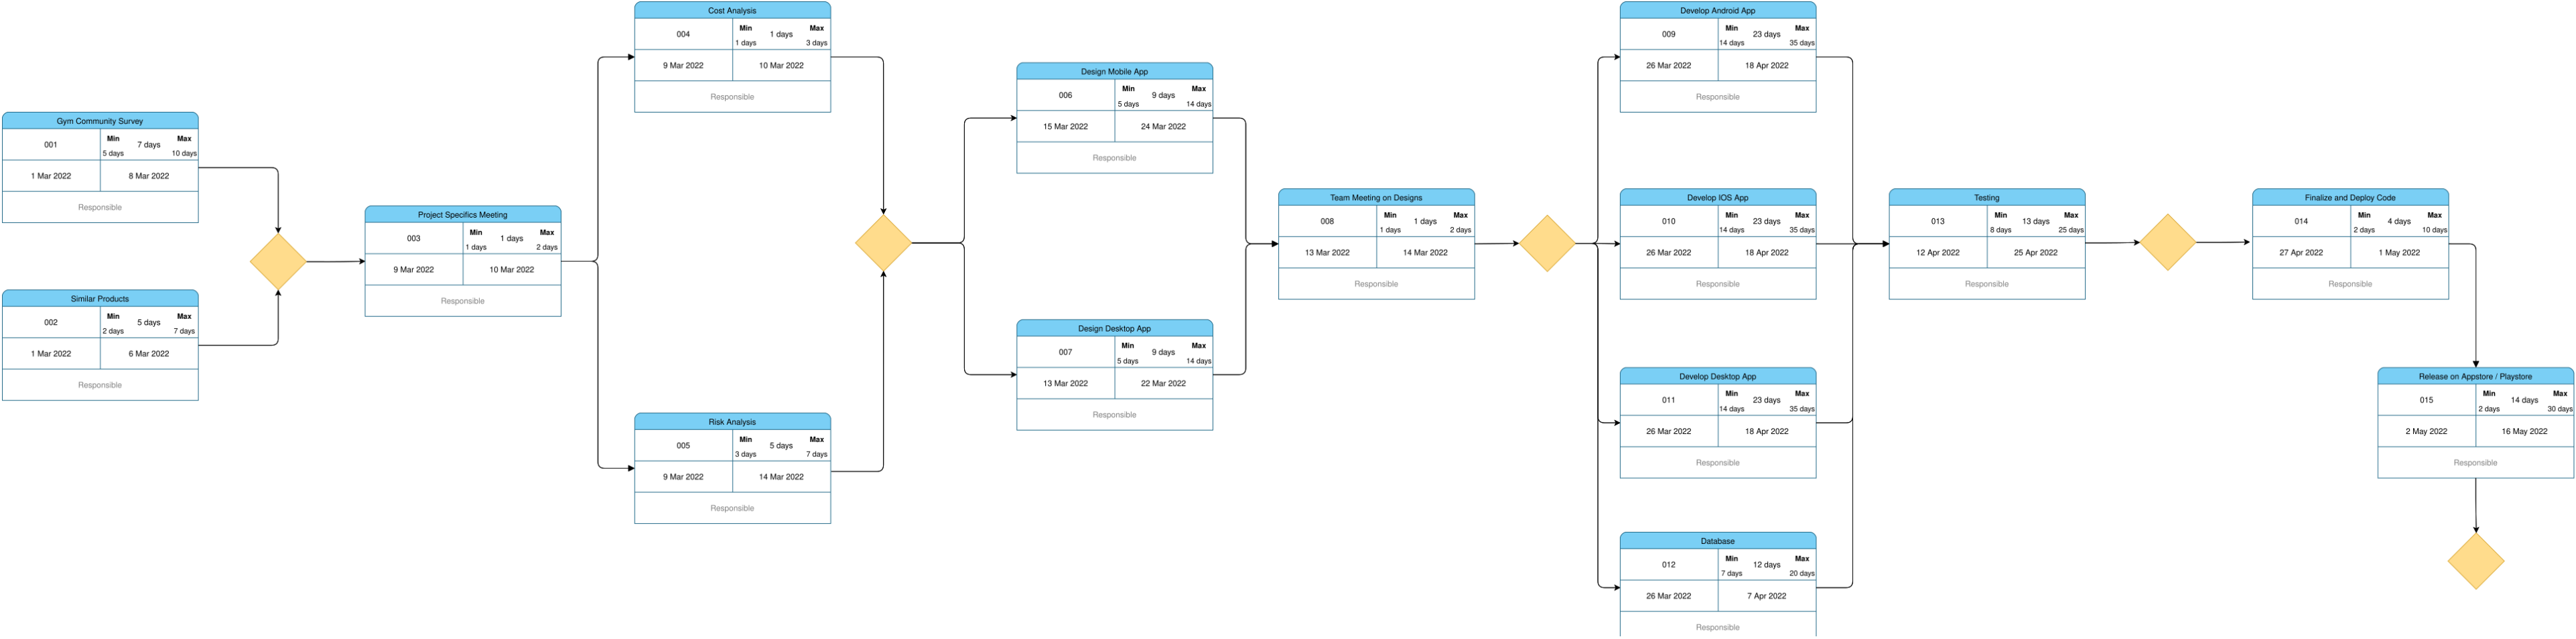 Gym Community Survey
001
Min 7 days Max
5 days 10 days
1 Mar 2022 8 Mar 2022
Responsible
Similar Products
002
Min 5 days Max
2 days 7 days
1 Mar 2022 6 Mar 2022
Responsible
Project Specifics Meeting
003
Min 1 days Max
1 days 2 days
9 Mar 2022 10 Mar 2022
Responsible
Cost Analysis
004
Min 1 days Max
1 days 3 days
9 Mar 2022 10 Mar 2022
Responsible
Risk Analysis
005
Min 5 days Max
3 days 7 days
9 Mar 2022 14 Mar 2022
Responsible
Design Mobile App
006
Min 9 days Max
5 days 14 days
15 Mar 2022 24 Mar 2022
Responsible
Design Desktop App
007
Min 9 days Max
5 days 14 days
13 Mar 2022 22 Mar 2022
Responsible
Team Meeting on Designs
008
Min 1 days Max
1 days 2 days
13 Mar 2022 14 Mar 2022
Responsible
Develop Android App
009
Min 23 days Max
14 days 35 days
26 Mar 2022 18 Apr 2022
Responsible
Develop IOS App
010
Min 23 days Max
14 days 35 days
26 Mar 2022 18 Apr 2022
Responsible
Develop Desktop App
011
Min 23 days Max
14 days 35 days
26 Mar 2022 18 Apr 2022
Responsible
Database
012
Min 12 days Max
7 days 20 days
26 Mar 2022 7 Apr 2022
Responsible
Testing
013
Min 13 days Max
8 days 25 days
12 Apr 2022 25 Apr 2022
Responsible
Finalize and Deploy Code
014
Min 4 days Max
2 days 10 days
27 Apr 2022 1 May 2022
Responsible
Release on Appstore / Playstore
015
Min 14 days Max
2 days 30 days
2 May 2022 16 May 2022
Responsible